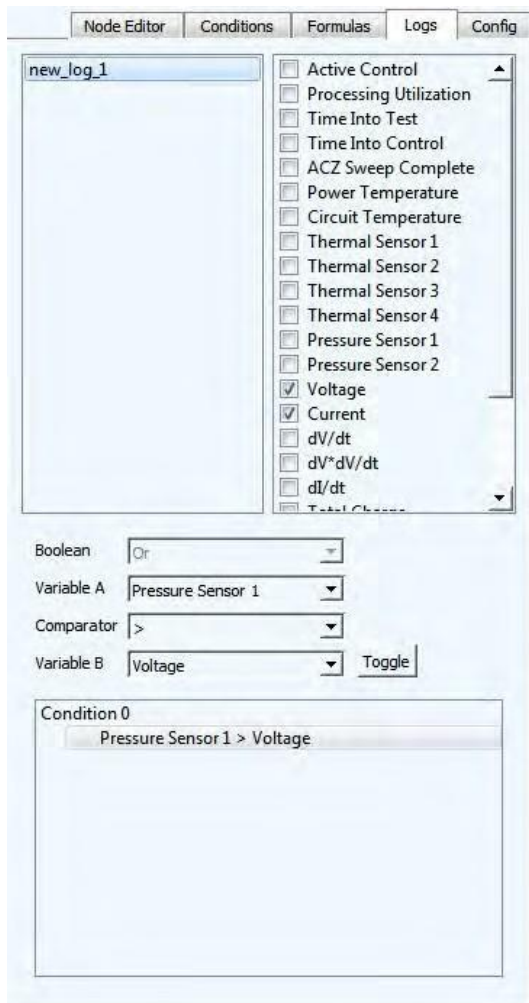 Node Editor Conditions Formulas Logs Config
new_log_1
Active Control
Processing Utilization
Time Into Test
Time Into Control
ACZ Sweep Complete
Power Temperature
Circuit Temperature
Thermal Sensor 1
Thermal Sensor 2
Thermal Sensor 3
Thermal Sensor 4
Pressure Sensor 1
Pressure Sensor 2
Voltage
Current
dV/dt
dV*dV/dt
dI/dt
Total Charge
Boolean Or
Variable A Pressure Sensor 1
Comparator >
Variable B Voltage Toggle
Condition 0
Pressure Sensor 1 > Voltage